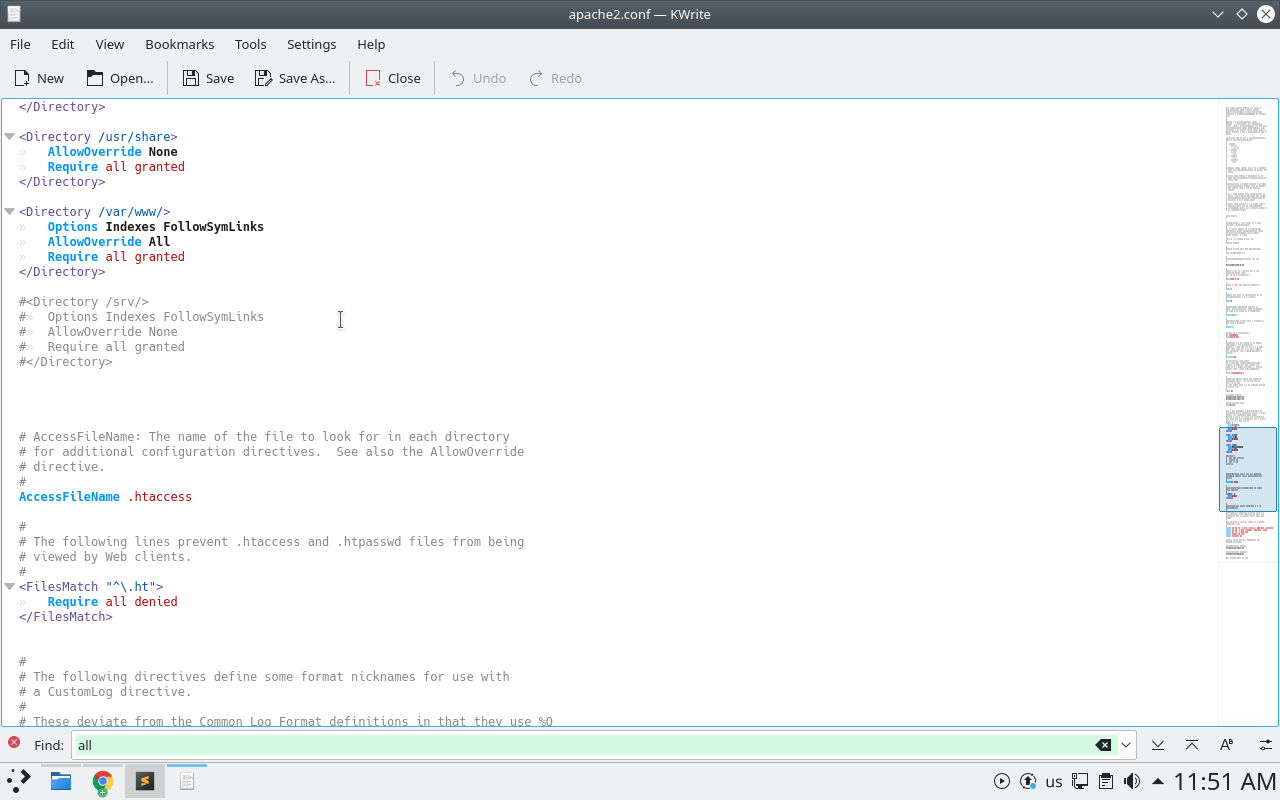 apache2.conf — KWrite
File Edit View Bookmarks Tools Settings Help
New Open... Save Save As... Close Undo Redo
</Directory>
<Directory /usr/share>
» AllowOverride None
» Require all granted
</Directory>
<Directory /var/www/>
» Options Indexes FollowSymLinks
» AllowOverride All
» Require all granted
</Directory>
#<Directory /srv/>
#» Options Indexes FollowSymLinks
#» AllowOverride None
#» Require all granted
#</Directory>
# AccessFileName: The name of the file to look for in each directory
# for additional configuration directives.  See also the AllowOverride
# directive.
#
AccessFileName .htaccess
#
# The following lines prevent .htaccess and .htpasswd files from being
# viewed by Web clients.
#
<FilesMatch "^\.ht">
» Require all denied
</FilesMatch>
#
# The following directives define some format nicknames for use with
# a CustomLog directive.
#
# These deviate from the Common Log Format definitions in that they use %O
Find: all
us 11:51 AM